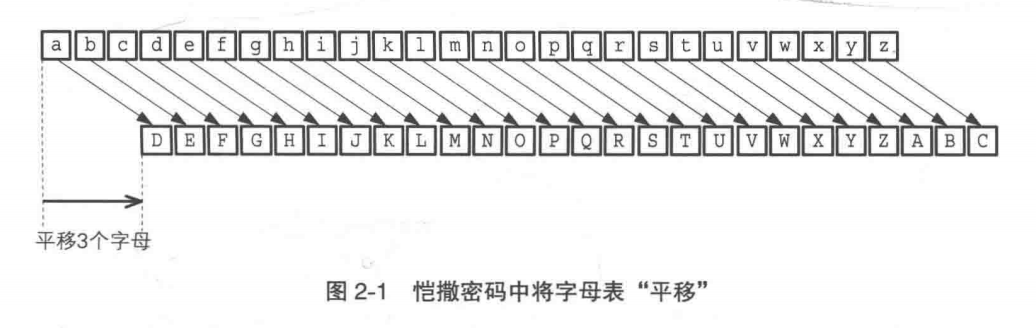 a b c d e f g h i j k l m n o p q r s t u v w x y z
D E F G H I J K L M N O P Q R S T U V W X Y Z A B C
平移3个字母
图 2-1 恺撒密码中将字母表“平移”